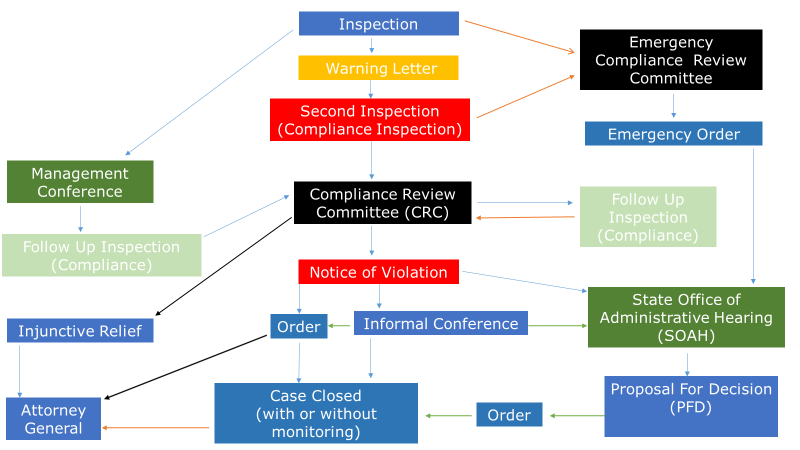 Inspection
Emergency
Compliance Review
Committee
Warning Letter
Second Inspection
(Compliance Inspection)
Emergency Order
Management
Conference
Compliance Review
Committee (CRC)
Follow Up
Inspection
(Compliance)
Follow Up Inspection
(Compliance)
Notice of Violation
State Office of
Administrative Hearing
(SOAH)
Injunctive Relief
Order
Informal Conference
Case Closed
(with or without
monitoring)
Proposal For Decision
(PFD)
Attorney
General
Order